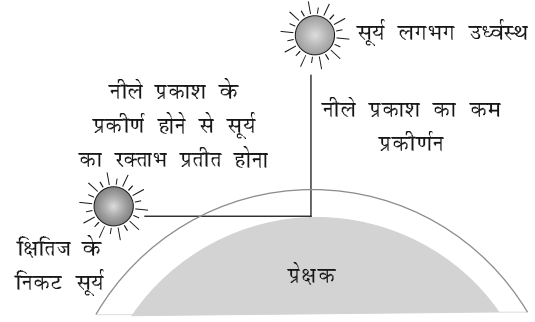 सूर्य लगभग उर्ध्वस्थ
नीले प्रकाश के
प्रकीर्ण होने से सूर्य
का रक्ताभ प्रतीत होना
नीले प्रकाश का कम
प्रकीर्णन
क्षितिज के
निकट सूर्य
प्रेक्षक